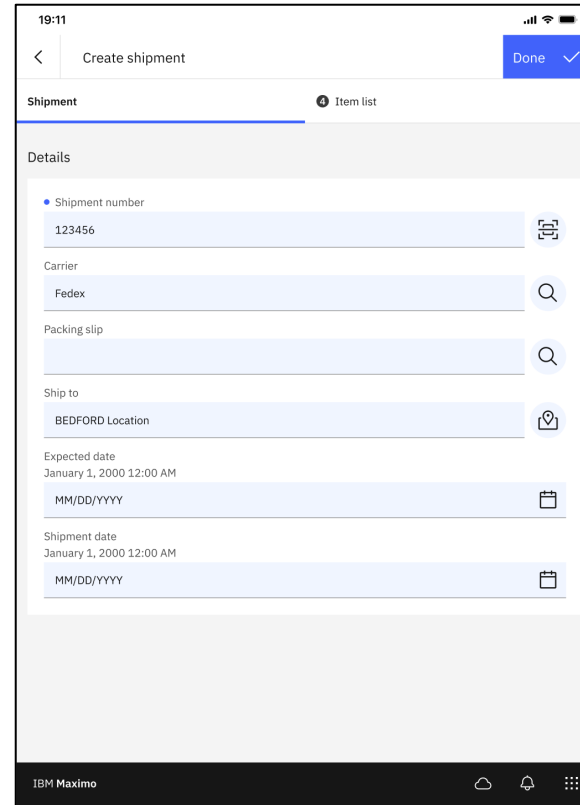 19:11
Create shipment
Done
Shipment
4 Item list
Details
Shipment number
123456
Carrier
Fedex
Packing slip
Ship to
BEDFORD Location
Expected date
January 1, 2000 12:00 AM
MM/DD/YYYY
Shipment date
January 1, 2000 12:00 AM
MM/DD/YYYY
IBM Maximo